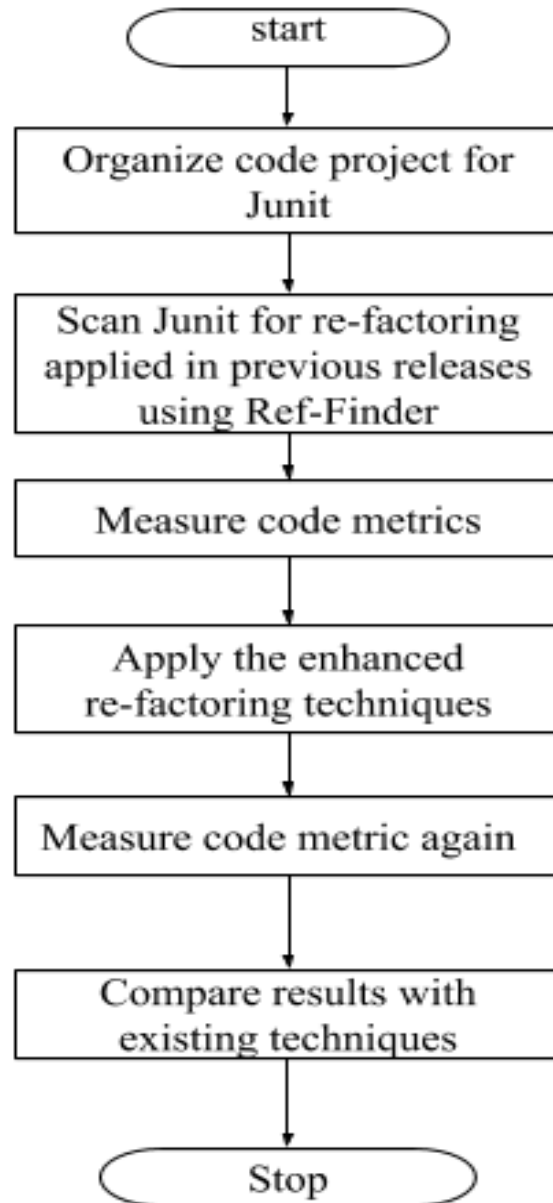 start
Organize code project for
Junit
Scan Junit for re-factoring
applied in previous releases
using Ref-Finder
Measure code metrics
Apply the enhanced
re-factoring techniques
Measure code metric again
Compare results with
existing techniques
Stop